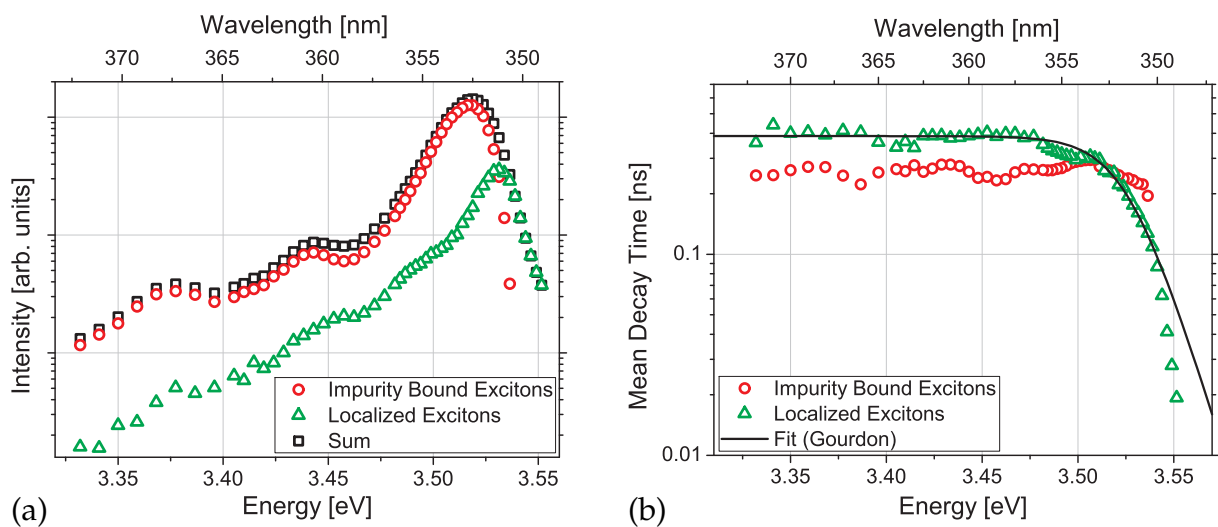 (a)
Wavelength [nm]
370 365 360 355 350
Intensity [arb. units]
Impurity Bound Excitons
Localized Excitons
Sum
3.35 3.40 3.45 3.50 3.55
Energy [eV]
(b)
Wavelength [nm]
370 365 360 355 350
Mean Decay Time [ns]
0.1
0.01
Impurity Bound Excitons
Localized Excitons
Fit (Gourdon)
3.35 3.40 3.45 3.50 3.55
Energy [eV]